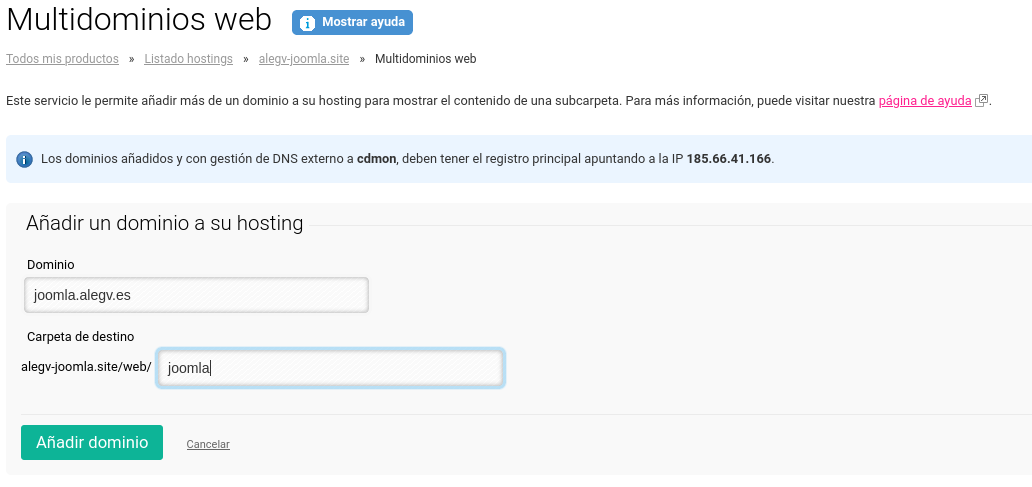 Multidominios web
Mostrar ayuda
Todos mis productos » Listado hostings » alegv-joomla.site » Multidominios web
Este servicio le permite añadir más de un dominio a su hosting para mostrar el contenido de una subcarpeta. Para más información, puede visitar nuestra página de ayuda.
Los dominios añadidos y con gestión de DNS externo a cdmon, deben tener el registro principal apuntando a la IP 185.66.41.166.
Añadir un dominio a su hosting
Dominio
joomla.alegv.es
Carpeta de destino
alegv-joomla.site/web/ joomla
Añadir dominio Cancelar